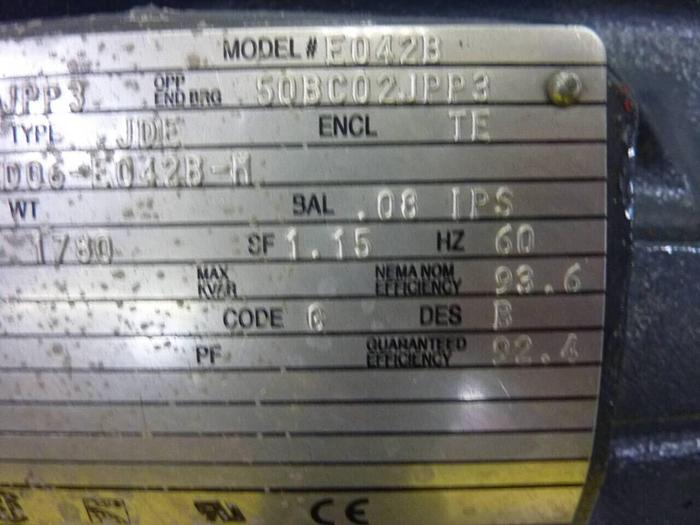 MODEL# E042B
JPP3 OPP END BRG 50BC02JPP3
TYPE JDE ENCL TE
D06-E042B-M
WT BAL .08 IPS
1780 SF 1.15 HZ 60
MAX KVAR NEMA NOM EFFICIENCY 93.6
CODE G DES B
PF GUARANTEED EFFICIENCY 92.4
CE